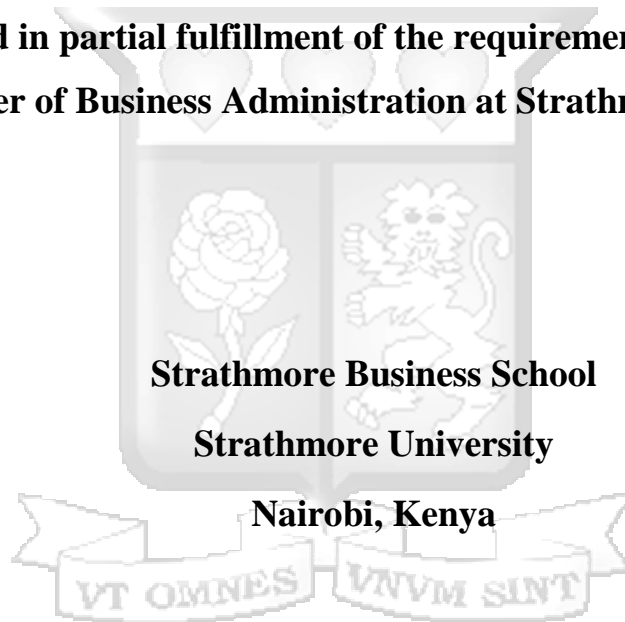 d in partial fulfillment of the requiremen
er of Business Administration at Strathm
Strathmore Business School
Strathmore University
Nairobi, Kenya
VT OMNES VNVM SINT